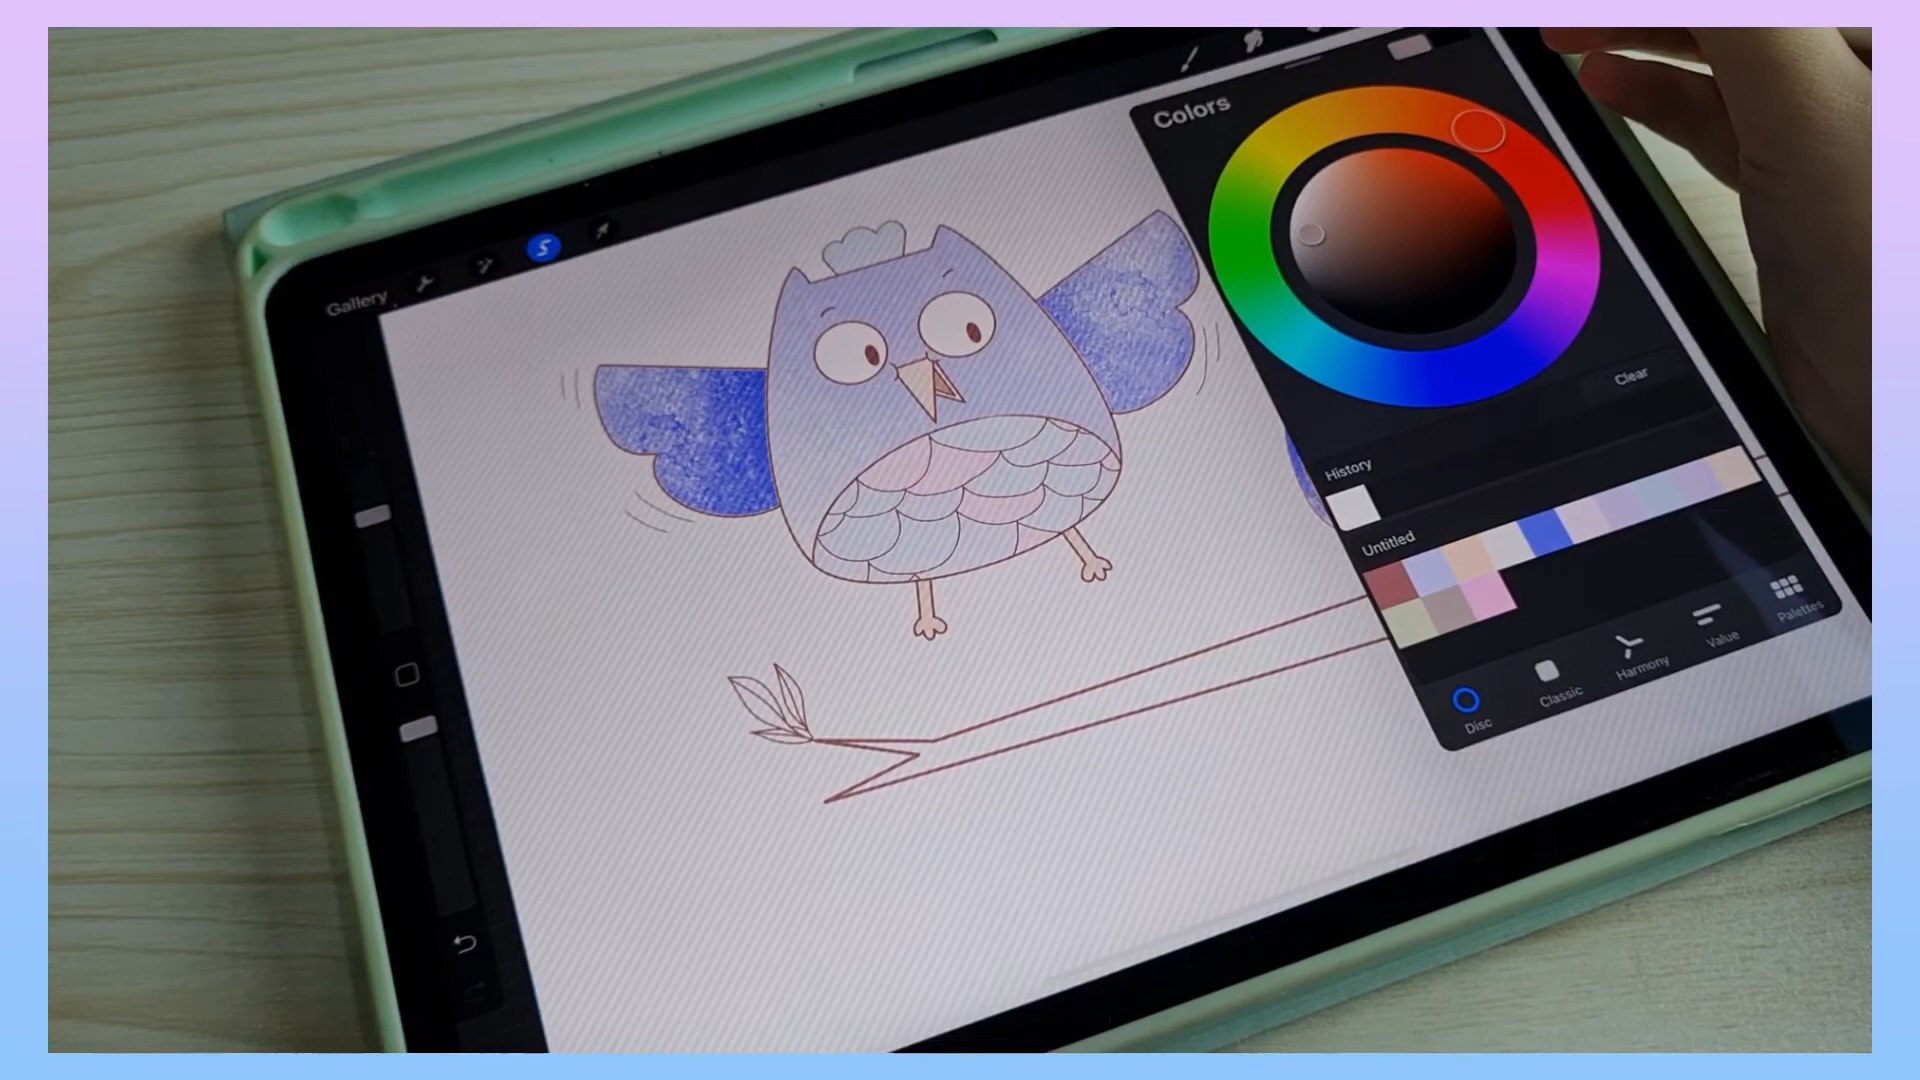 Gallery
Colors
Clear
History
Untitled
Disc
Classic
Harmony
Value
Palettes